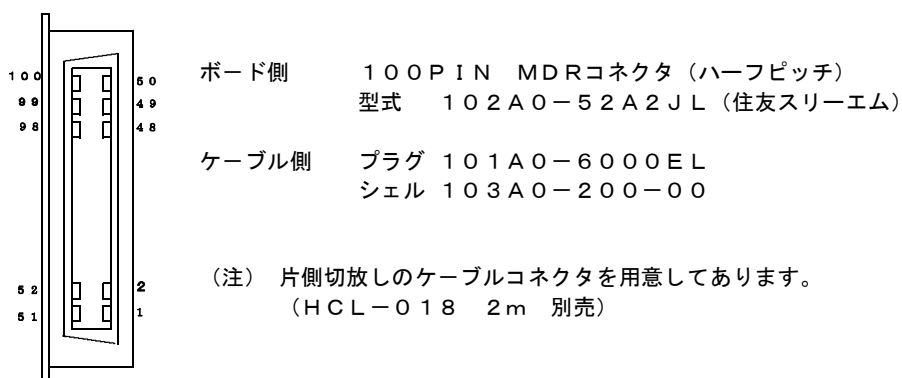 100
99
98
52
51
50
49
48
2
1
ボード側　　　100PIN　MDRコネクタ（ハーフピッチ）
型式　102A0－52A2JL（住友スリーエム）
ケーブル側　　プラグ 101A0－6000EL
シェル 103A0－200－00
（注）　片側切放しのケーブルコネクタを用意してあります。
（HCL－018　2m　別売）